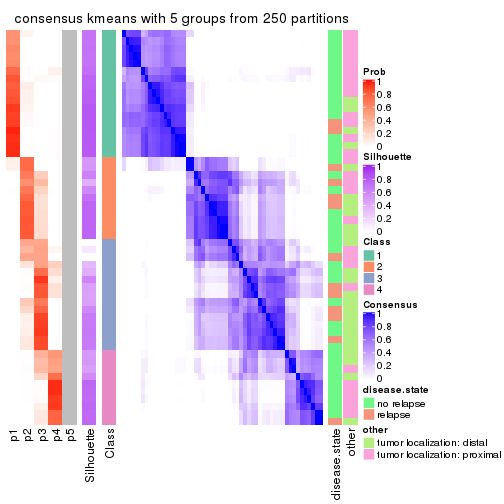 consensus kmeans with 5 groups from 250 partitions
Prob
1
0.8
0.6
0.4
0.2
0
Silhouette
1
0.8
0.6
0.4
0.2
0
Class
1
2
3
4
Consensus
1
0.8
0.6
0.4
0.2
0
disease.state
no relapse
relapse
other
tumor localization: distal
tumor localization: proximal
p1
p2
p3
p4
p5
Silhouette
Class
disease.state
other